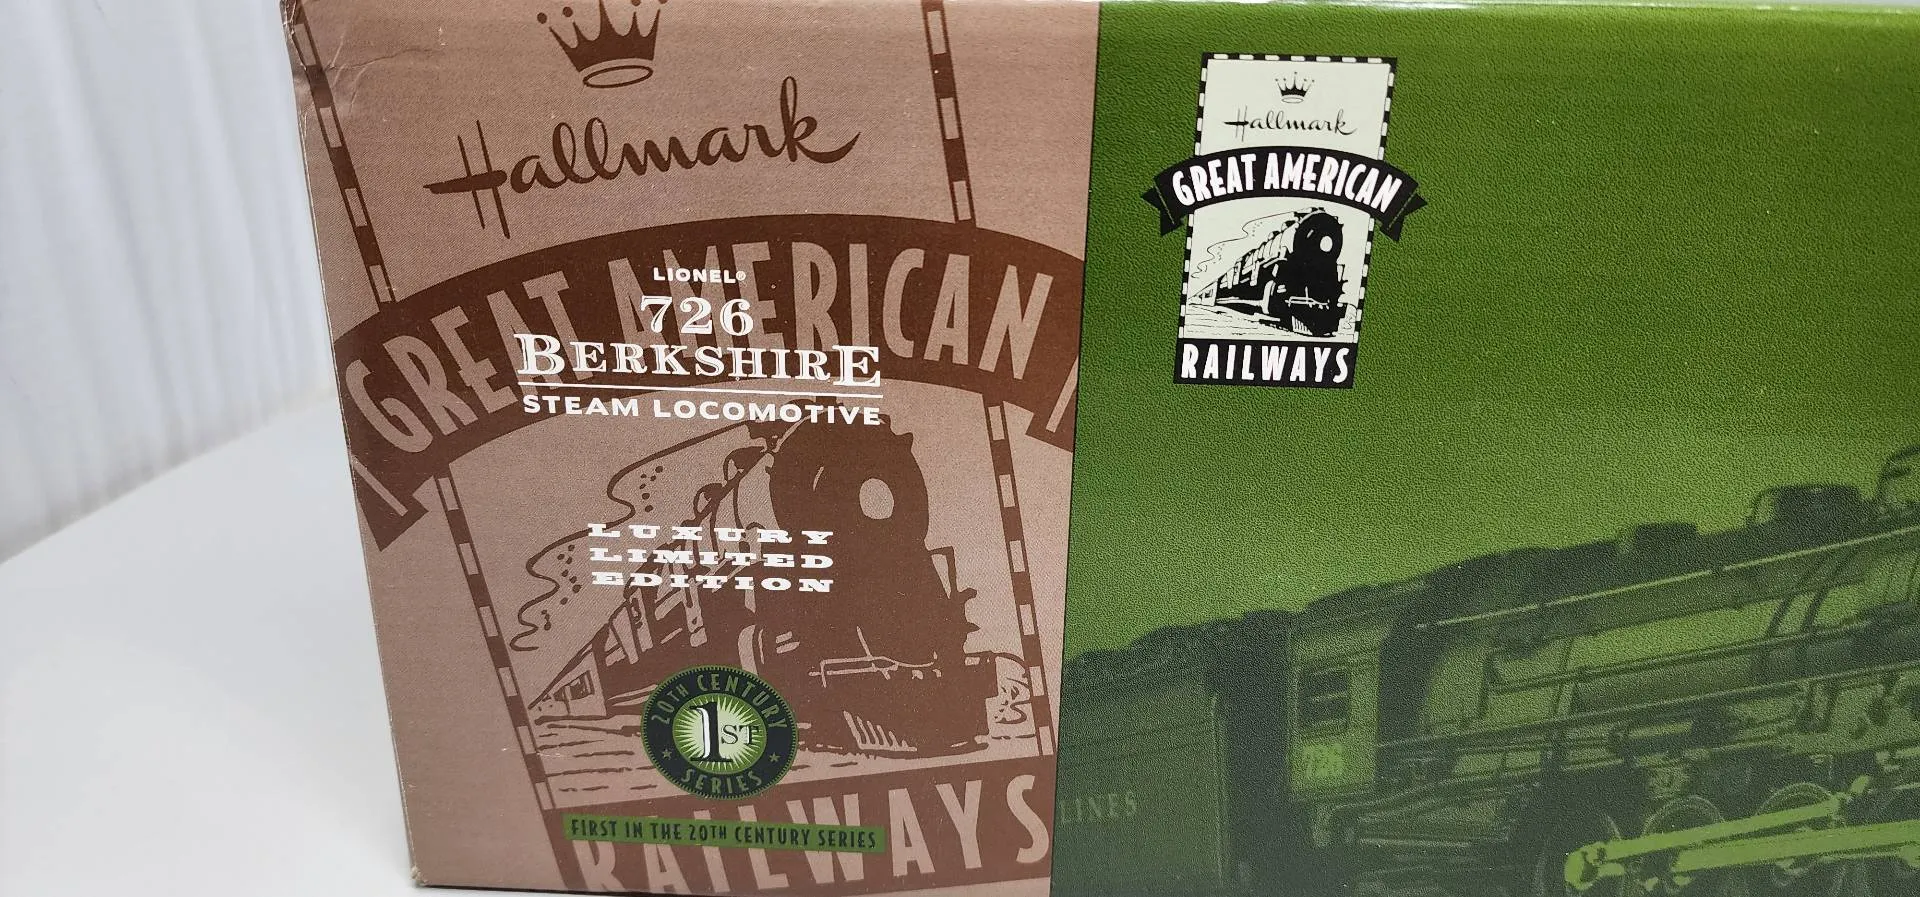 Hallmark
GREAT AMERICAN
LIONEL®
726
BERKSHIRE
STEAM LOCOMOTIVE
LUXURY
LIMITED
EDITION
20TH CENTURY
1ST
SERIES
FIRST IN THE 20TH CENTURY SERIES
RAILWAYS
Hallmark
GREAT AMERICAN
RAILWAYS
726
LINES